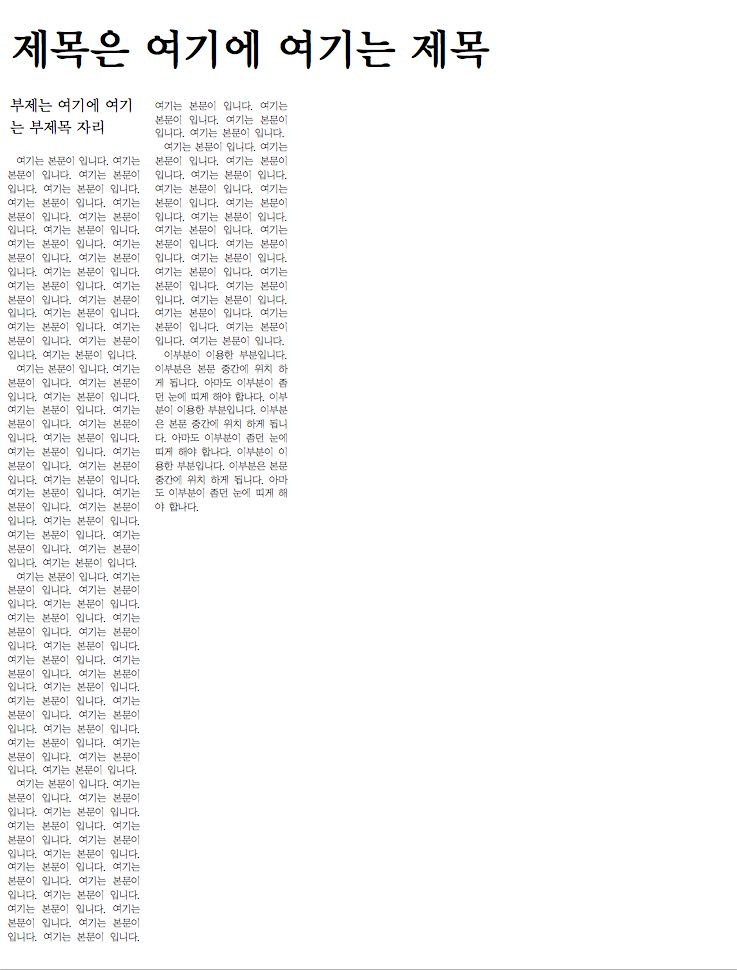 제목은 여기에 여기는 제목
부제는 여기에 여기
는 부제목 자리
여기는 본문이 입니다. 여기는
본문이 입니다. 여기는 본문이
입니다. 여기는 본문이 입니다.
여기는 본문이 입니다. 여기는
본문이 입니다. 여기는 본문이
입니다. 여기는 본문이 입니다.
여기는 본문이 입니다. 여기는
본문이 입니다. 여기는 본문이
입니다. 여기는 본문이 입니다.
여기는 본문이 입니다. 여기는
본문이 입니다. 여기는 본문이
입니다. 여기는 본문이 입니다.
여기는 본문이 입니다. 여기는
본문이 입니다. 여기는 본문이
입니다. 여기는 본문이 입니다.
여기는 본문이 입니다. 여기는
본문이 입니다. 여기는 본문이
입니다. 여기는 본문이 입니다.
여기는 본문이 입니다. 여기는
본문이 입니다. 여기는 본문이
입니다. 여기는 본문이 입니다.
여기는 본문이 입니다. 여기는
본문이 입니다. 여기는 본문이
입니다. 여기는 본문이 입니다.
여기는 본문이 입니다. 여기는
본문이 입니다. 여기는 본문이
입니다. 여기는 본문이 입니다.
여기는 본문이 입니다. 여기는
본문이 입니다. 여기는 본문이
입니다. 여기는 본문이 입니다.
여기는 본문이 입니다. 여기는
본문이 입니다. 여기는 본문이
입니다. 여기는 본문이 입니다.
여기는 본문이 입니다. 여기는
본문이 입니다. 여기는 본문이
입니다. 여기는 본문이 입니다.
여기는 본문이 입니다. 여기는
본문이 입니다. 여기는 본문이
입니다. 여기는 본문이 입니다.
여기는 본문이 입니다. 여기는
본문이 입니다. 여기는 본문이
입니다. 여기는 본문이 입니다.
여기는 본문이 입니다. 여기는
본문이 입니다. 여기는 본문이
입니다. 여기는 본문이 입니다.
여기는 본문이 입니다. 여기는
본문이 입니다. 여기는 본문이
입니다. 여기는 본문이 입니다.
여기는 본문이 입니다. 여기는
본문이 입니다. 여기는 본문이
입니다. 여기는 본문이 입니다.
여기는 본문이 입니다. 여기는
본문이 입니다. 여기는 본문이
입니다. 여기는 본문이 입니다.
여기는 본문이 입니다. 여기는
본문이 입니다. 여기는 본문이
입니다. 여기는 본문이 입니다.
여기는 본문이 입니다. 여기는
본문이 입니다. 여기는 본문이
입니다. 여기는 본문이 입니다.
여기는 본문이 입니다. 여기는
본문이 입니다. 여기는 본문이
입니다. 여기는 본문이 입니다.
여기는 본문이 입니다. 여기는
본문이 입니다. 여기는 본문이
입니다. 여기는 본문이 입니다.
여기는 본문이 입니다. 여기는
본문이 입니다. 여기는 본문이
입니다. 여기는 본문이 입니다.
여기는 본문이 입니다. 여기는
본문이 입니다. 여기는 본문이
입니다. 여기는 본문이 입니다.
여기는 본문이 입니다. 여기는
본문이 입니다. 여기는 본문이
입니다. 여기는 본문이 입니다.
이부분이 이용한 부분입니다.
이부분은 본문 중간에 위치 하
게 됩니다. 아마도 이부분이 좀
던 눈에 띠게 해야 합나다. 이부
분이 이용한 부분입니다. 이부분
은 본문 중간에 위치 하게 됩니
다. 아마도 이부분이 좀던 눈에
띠게 해야 합나다. 이부분이 이
용한 부분입니다. 이부분은 본문
중간에 위치 하게 됩니다. 아마
도 이부분이 좀던 눈에 띠게 해
야 합나다.